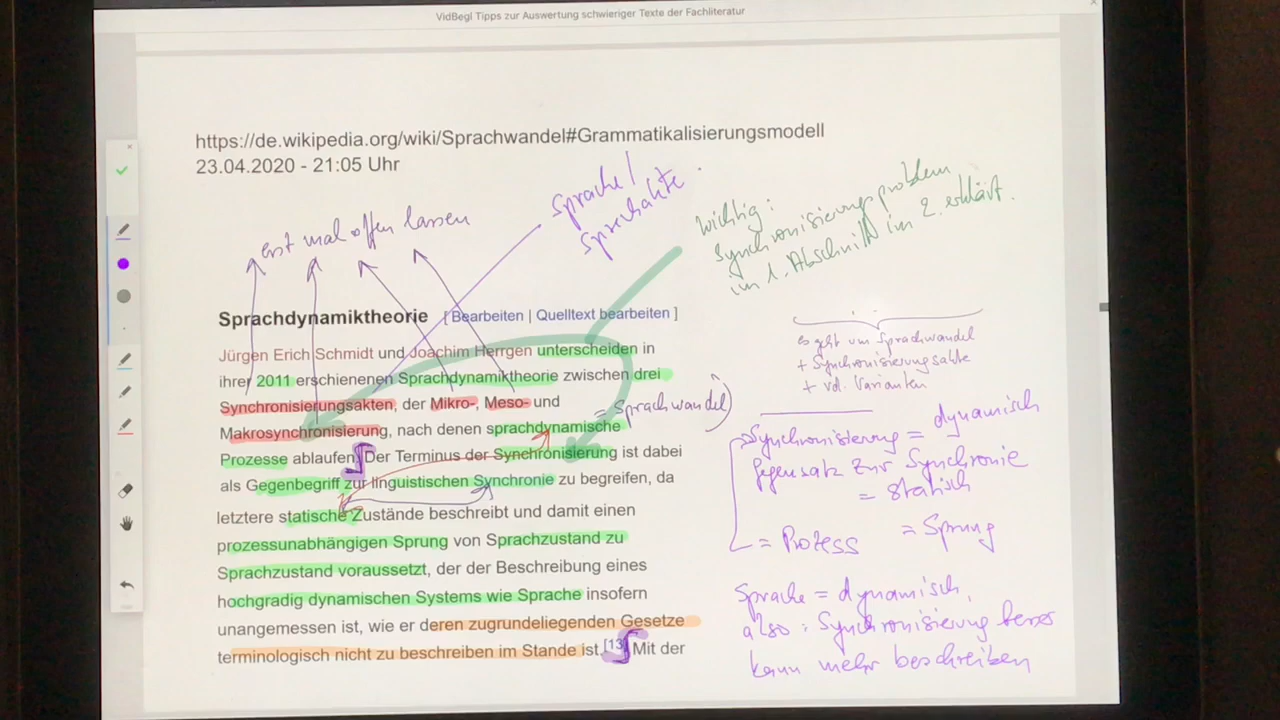 VidBegl Tipps zur Auswertung schwieriger Texte der Fachliteratur
https://de.wikipedia.org/wiki/Sprachwandel#Grammatikalisierungsmodell
23.04.2020 - 21:05 Uhr
erst mal offen lassen
Sprache /
Sprechakte
Wichtig:
Synchronisierungsproblem
im 1. Abschnitt im 2. erklärt.
Sprachdynamiktheorie [ Bearbeiten | Quelltext bearbeiten ]
Jürgen Erich Schmidt und Joachim Herrgen unterscheiden in
ihrer 2011 erschienenen Sprachdynamiktheorie zwischen drei
Synchronisierungsakten, der Mikro-, Meso- und
= Sprachwandel)
Makrosynchronisierung, nach denen sprachdynamische
Prozesse ablaufen. Der Terminus der Synchronisierung ist dabei
als Gegenbegriff zur linguistischen Synchronie zu begreifen, da
letztere statische Zustände beschreibt und damit einen
prozessunabhängigen Sprung von Sprachzustand zu
Sprachzustand voraussetzt, der der Beschreibung eines
hochgradig dynamischen Systems wie Sprache insofern
unangemessen ist, wie er deren zugrundeliegenden Gesetze
terminologisch nicht zu beschreiben im Stande ist.[13] Mit der
es geht um Sprachwandel
+ Synchronisierungsakte
+ vd. Varianten
Synchronisierung = dynamisch
Gegensatz zur Synchronie
= statisch
= Prozess = Sprung
Sprache = dynamisch,
also: Synchronisierung
kann mehr beschreiben